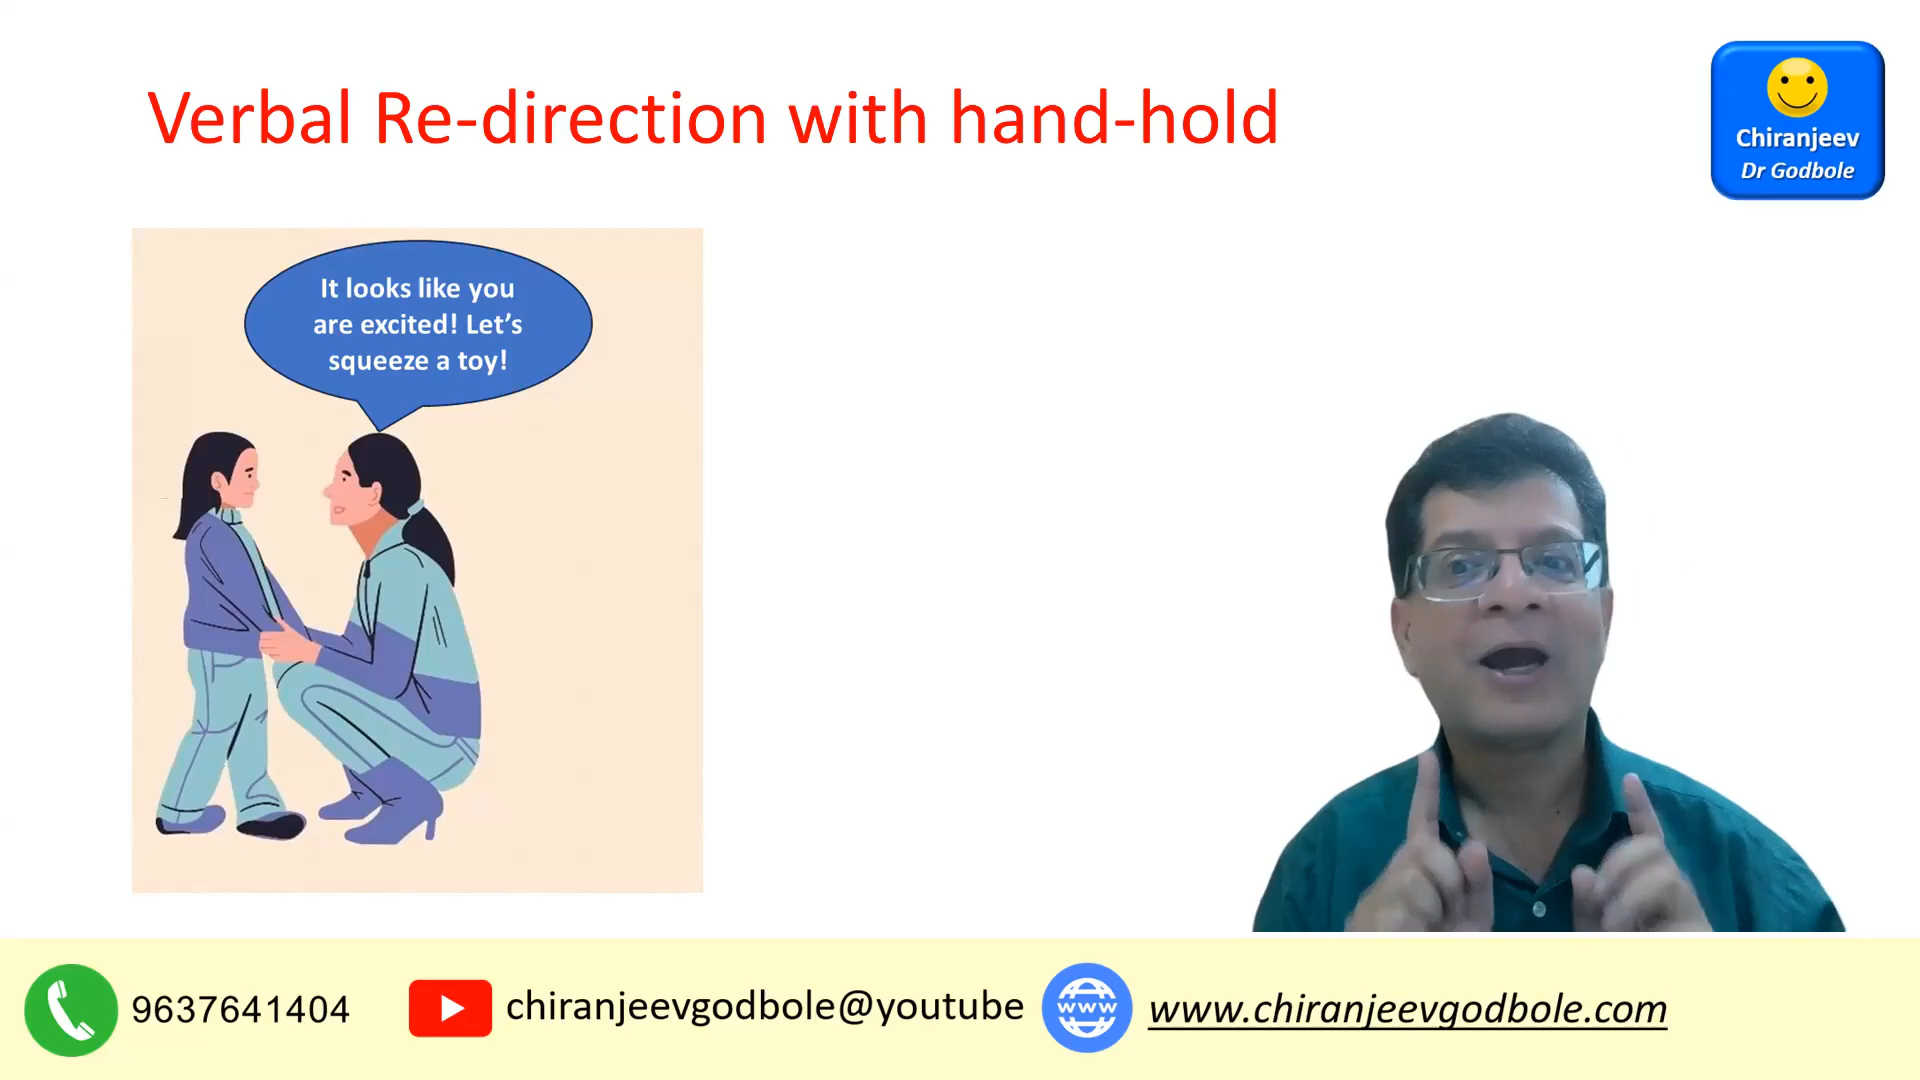 Verbal Re-direction with hand-hold
Chiranjeev
Dr Godbole
It looks like you
are excited! Let’s
squeeze a toy!
9637641404
chiranjeevgodbole@youtube
www
www.chiranjeevgodbole.com